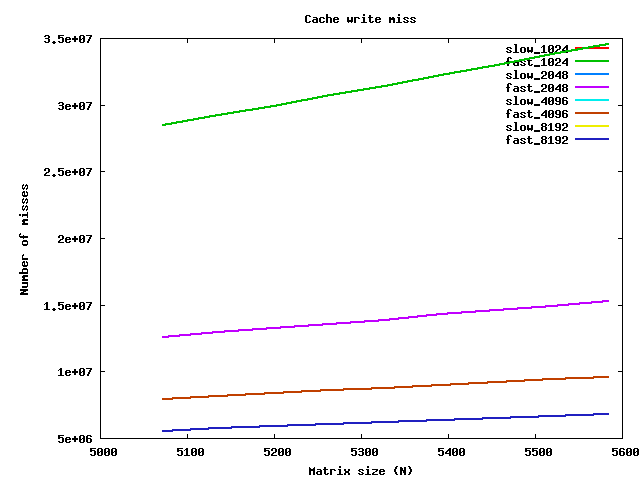 Cache write miss
3.5e+07
3e+07
2.5e+07
2e+07
1.5e+07
1e+07
5e+06
Number of misses
slow_1024
fast_1024
slow_2048
fast_2048
slow_4096
fast_4096
slow_8192
fast_8192
5000 5100 5200 5300 5400 5500 5600
Matrix size (N)